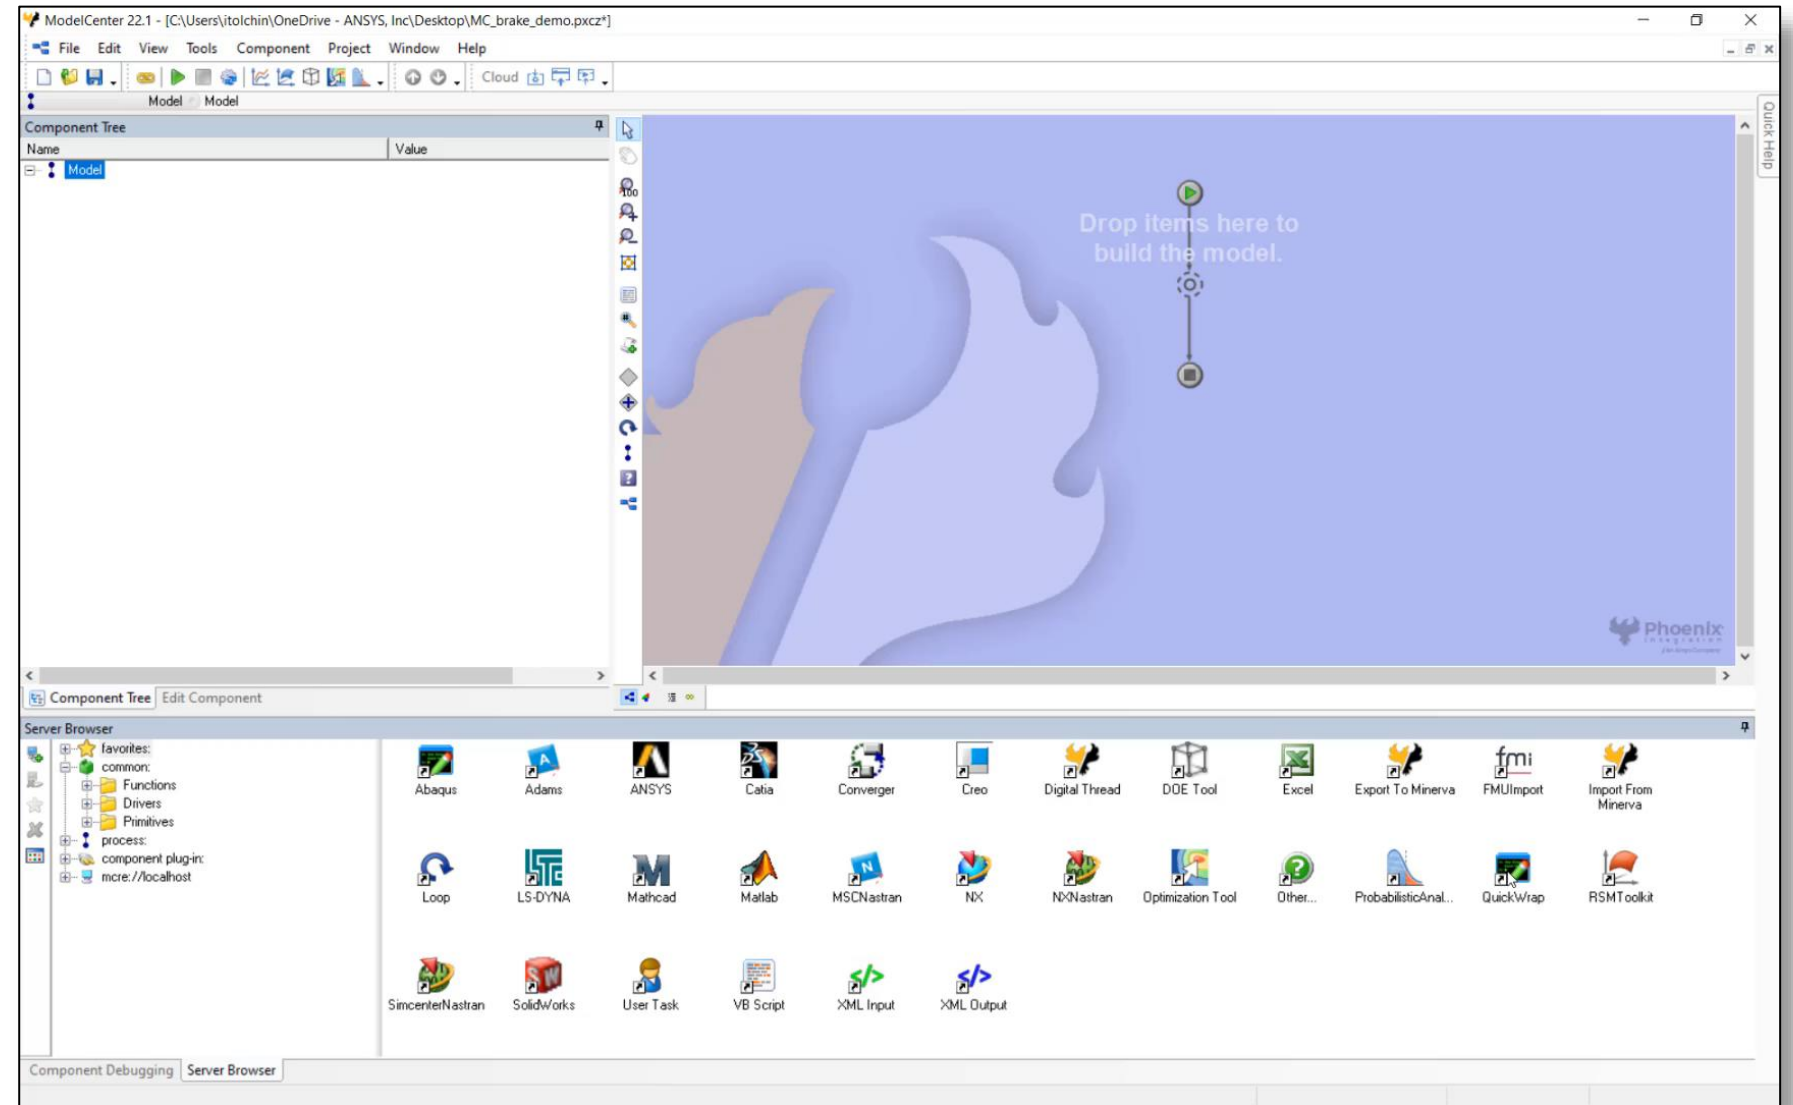 ModelCenter 22.1 - [C:\Users\itolchin\OneDrive - ANSYS, Inc\Desktop\MC_brake_demo.pxcz*]
File Edit View Tools Component Project Window Help
Cloud
Model Model
Quick Help
Component Tree
Name Value
Model
100
Drop items here to
build the model.
Phoenix
Component Tree Edit Component
Server Browser
favorites:
common:
Functions
Drivers
Primitives
process:
component plug-in:
mcre://localhost
Abaqus Adams ANSYS Catia Converger Creo Digital Thread DOE Tool Excel Export To Minerva FMUImport Import From
Minerva
fmi
Loop LS-DYNA Mathcad Matlab MSCNastran NX NXNastran Optimization Tool Other... ProbabilisticAnal... QuickWrap RSMToolkit
SimcenterNastran SolidWorks User Task VB Script XML Input XML Output
Component Debugging Server Browser